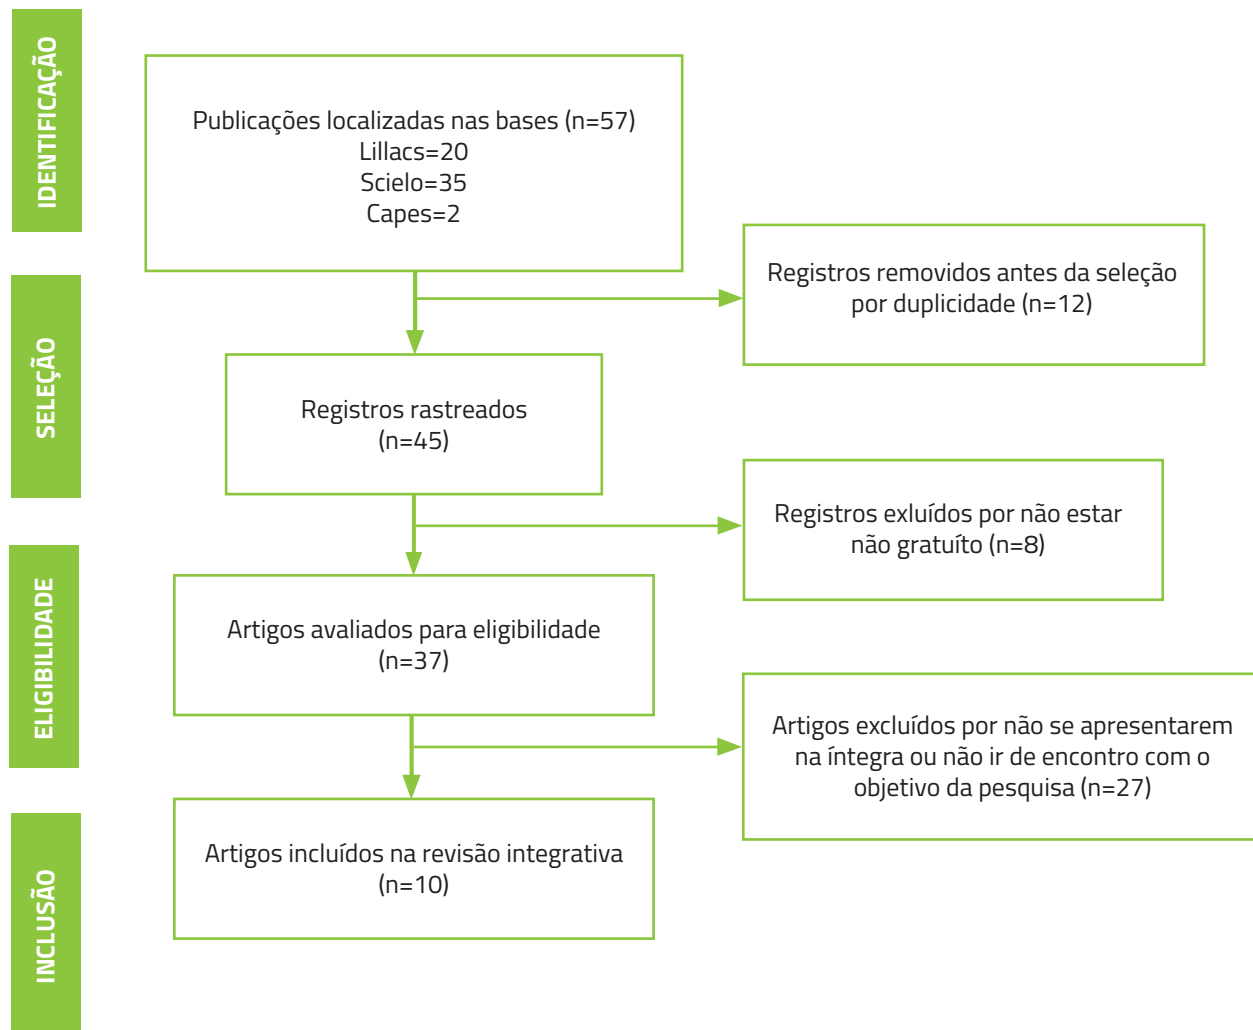 IDENTIFICAÇÃO
Publicações localizadas nas bases (n=57)
Lillacs=20
Scielo=35
Capes=2
Registros removidos antes da seleção
por duplicidade (n=12)
SELEÇÃO
Registros rastreados
(n=45)
Registros exluídos por não estar
não gratuíto (n=8)
ELIGIBILIDADE
Artigos avaliados para eligibilidade
(n=37)
Artigos excluídos por não se apresentarem
na íntegra ou não ir de encontro com o
objetivo da pesquisa (n=27)
INCLUSÃO
Artigos incluídos na revisão integrativa
(n=10)